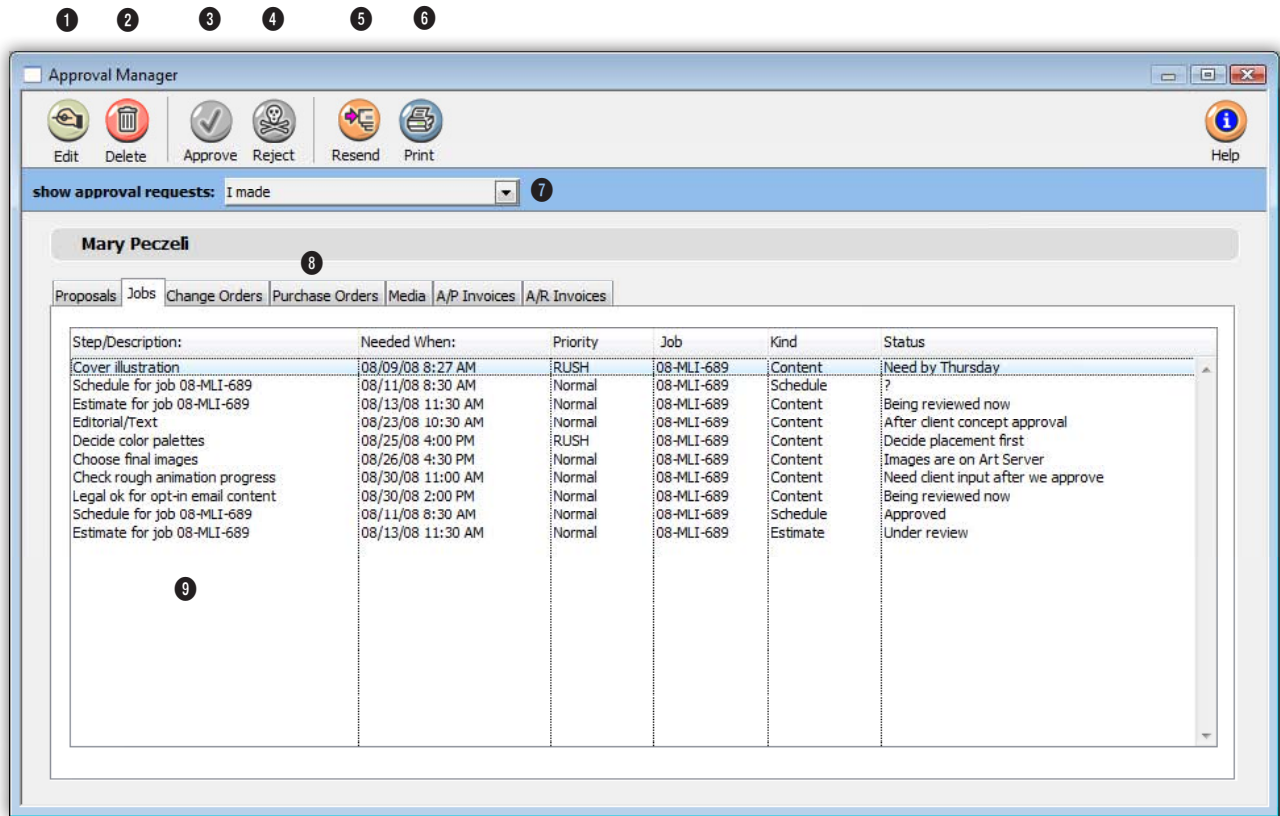 1 2 3 4 5 6
Approval Manager
Edit Delete Approve Reject Resend Print Help
show approval requests: I made 7
Mary Peczeli
8
Proposals Jobs Change Orders Purchase Orders Media A/P Invoices A/R Invoices
Step/Description: Needed When: Priority Job Kind Status
Cover illustration 08/09/08 8:27 AM RUSH 08-MLI-689 Content Need by Thursday
Schedule for job 08-MLI-689 08/11/08 8:30 AM Normal 08-MLI-689 Schedule ?
Estimate for job 08-MLI-689 08/13/08 11:30 AM Normal 08-MLI-689 Content Being reviewed now
Editorial/Text 08/23/08 10:30 AM Normal 08-MLI-689 Content After client concept approval
Decide color palettes 08/25/08 4:00 PM RUSH 08-MLI-689 Content Decide placement first
Choose final images 08/26/08 4:30 PM Normal 08-MLI-689 Content Images are on Art Server
Check rough animation progress 08/30/08 11:00 AM Normal 08-MLI-689 Content Need client input after we approve
Legal ok for opt-in email content 08/30/08 2:00 PM Normal 08-MLI-689 Content Being reviewed now
Schedule for job 08-MLI-689 08/11/08 8:30 AM Normal 08-MLI-689 Schedule Approved
Estimate for job 08-MLI-689 08/13/08 11:30 AM Normal 08-MLI-689 Estimate Under review
9